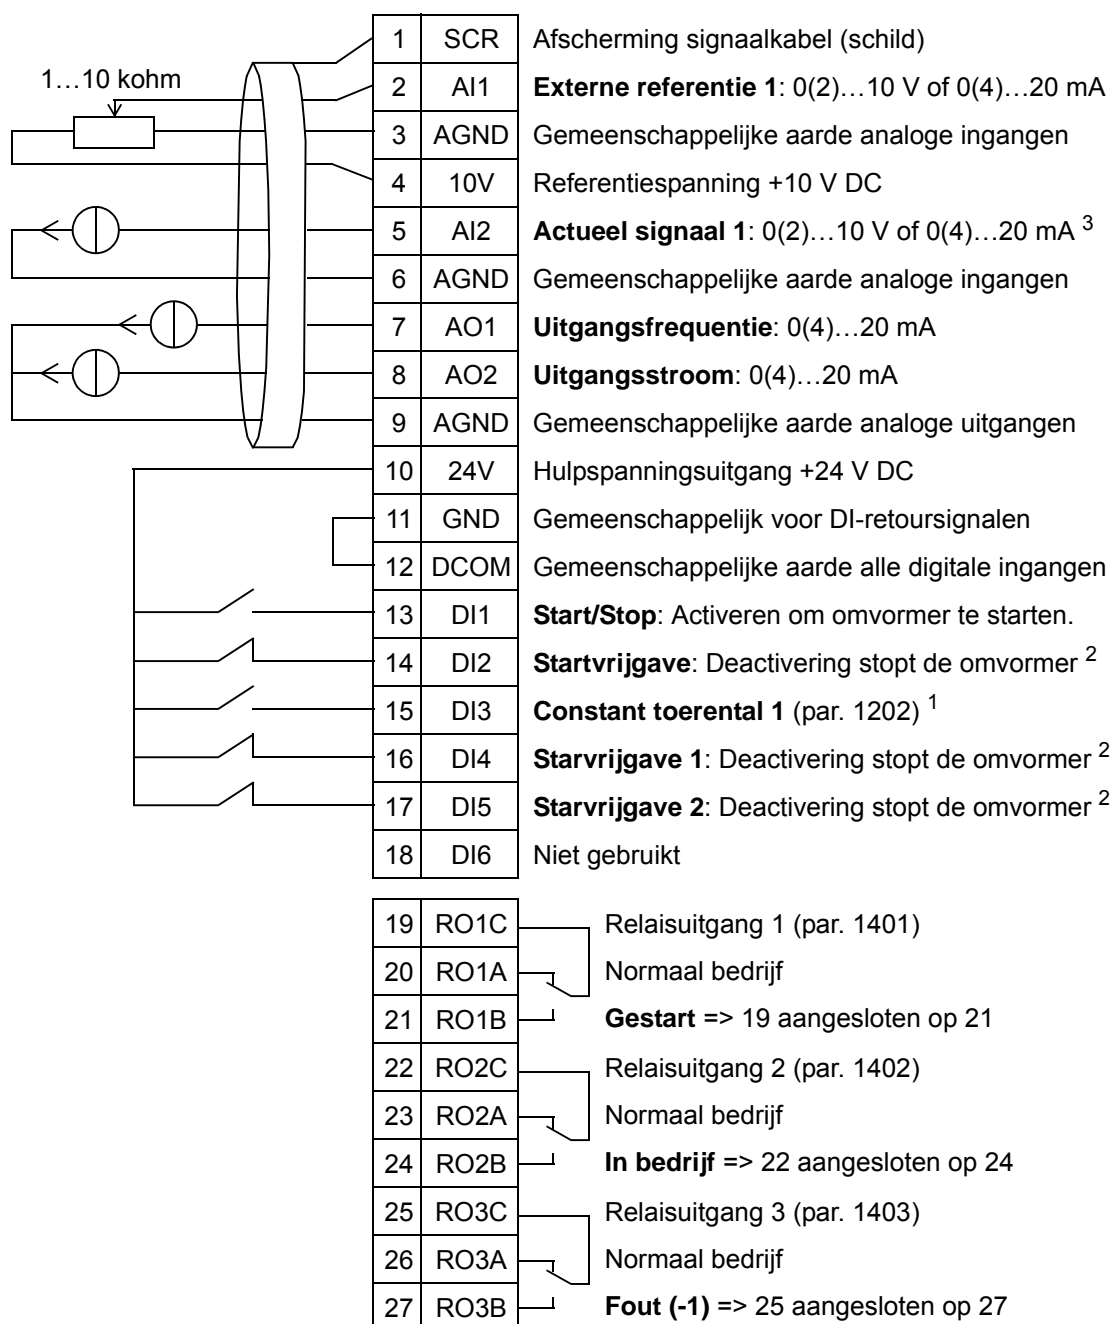 1…10 kohm
1 SCR Afscherming signaalkabel (schild)
2 AI1 Externe referentie 1: 0(2)…10 V of 0(4)…20 mA
3 AGND Gemeenschappelijke aarde analoge ingangen
4 10V Referentiespanning +10 V DC
5 AI2 Actueel signaal 1: 0(2)…10 V of 0(4)…20 mA 3
6 AGND Gemeenschappelijke aarde analoge ingangen
7 AO1 Uitgangsfrequentie: 0(4)…20 mA
8 AO2 Uitgangsstroom: 0(4)…20 mA
9 AGND Gemeenschappelijke aarde analoge uitgangen
10 24V Hulpspanningsuitgang +24 V DC
11 GND Gemeenschappelijk voor DI-retoursignalen
12 DCOM Gemeenschappelijke aarde alle digitale ingangen
13 DI1 Start/Stop: Activeren om omvormer te starten.
14 DI2 Startvrijgave: Deactivering stopt de omvormer 2
15 DI3 Constant toerental 1 (par. 1202) 1
16 DI4 Starvrijgave 1: Deactivering stopt de omvormer 2
17 DI5 Starvrijgave 2: Deactivering stopt de omvormer 2
18 DI6 Niet gebruikt
19 RO1C Relaisuitgang 1 (par. 1401)
20 RO1A Normaal bedrijf
21 RO1B Gestart => 19 aangesloten op 21
22 RO2C Relaisuitgang 2 (par. 1402)
23 RO2A Normaal bedrijf
24 RO2B In bedrijf => 22 aangesloten op 24
25 RO3C Relaisuitgang 3 (par. 1403)
26 RO3A Normaal bedrijf
27 RO3B Fout (-1) => 25 aangesloten op 27